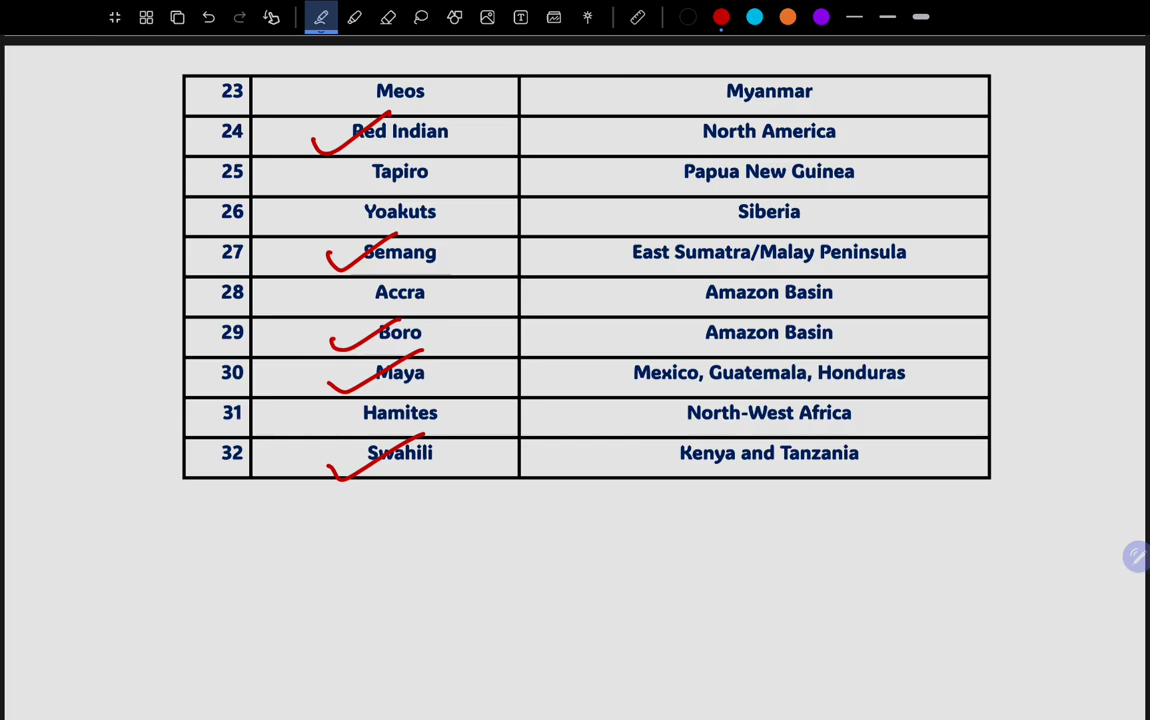 23 Meos Myanmar
24 Red Indian North America
25 Tapiro Papua New Guinea
26 Yoakuts Siberia
27 Semang East Sumatra/Malay Peninsula
28 Accra Amazon Basin
29 Boro Amazon Basin
30 Maya Mexico, Guatemala, Honduras
31 Hamites North-West Africa
32 Swahili Kenya and Tanzania